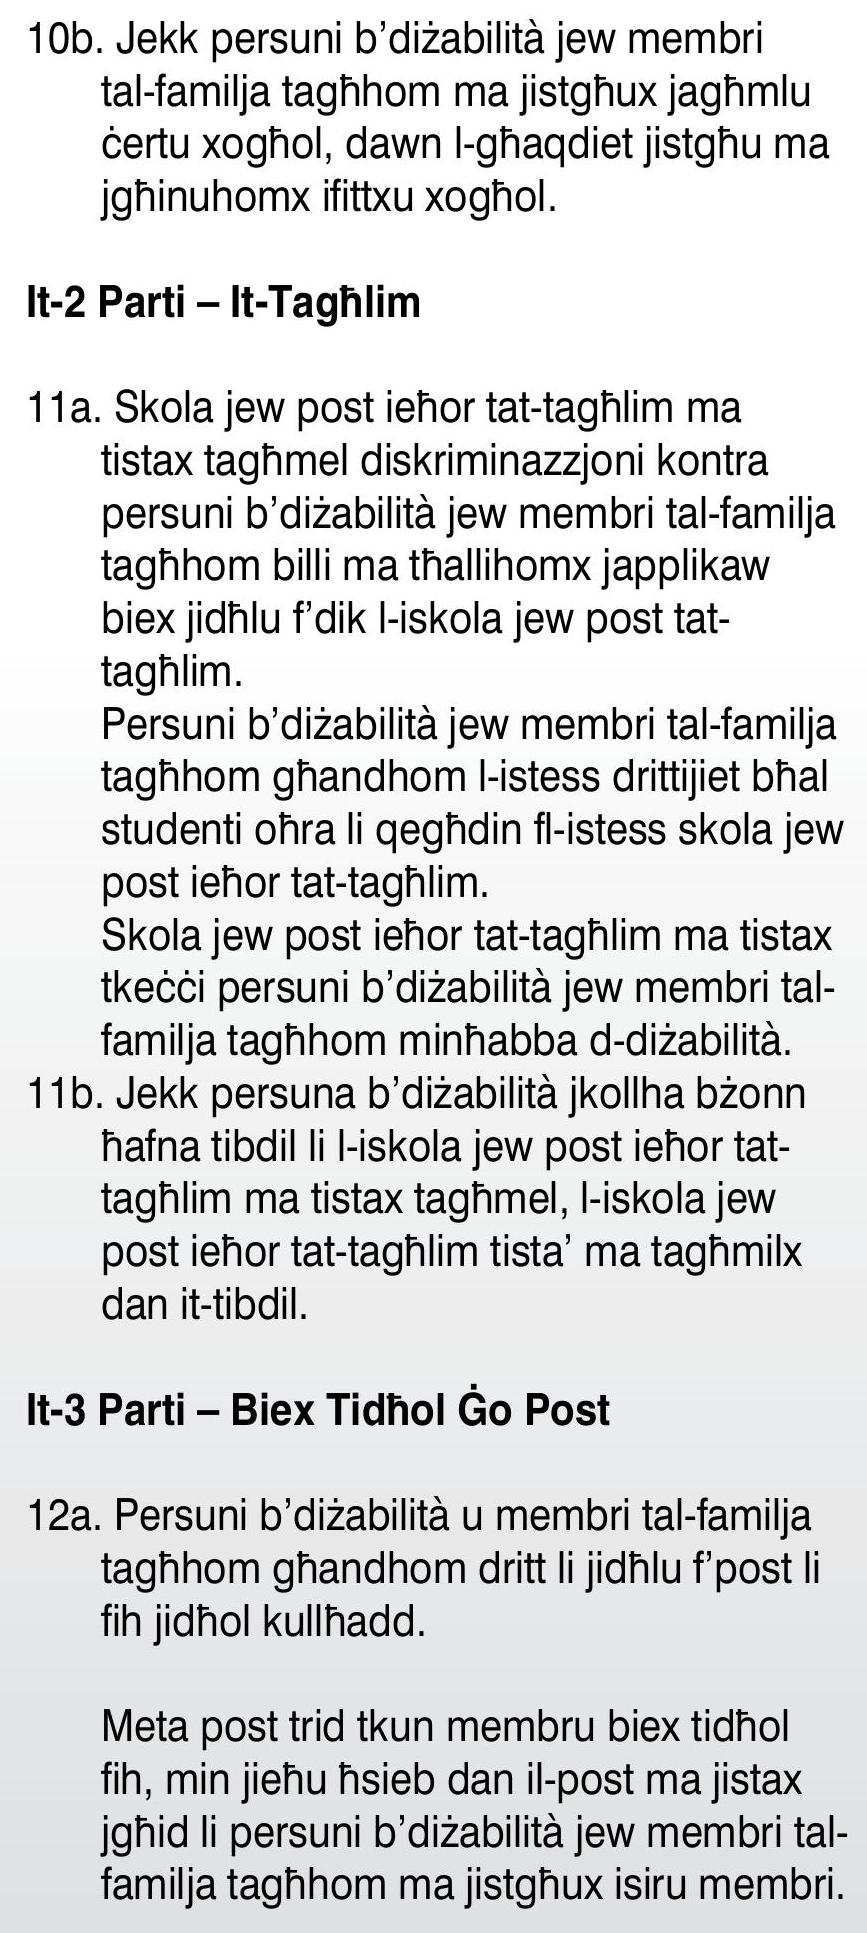 10b. Jekk persuni b’diżabilità jew membri
tal-familja tagħhom ma jistgħux jagħmlu
ċertu xogħol, dawn l-għaqdiet jistgħu ma
jgħinuhomx ifittxu xogħol.
It-2 Parti – It-Tagħlim
11a. Skola jew post ieħor tat-tagħlim ma
tistax tagħmel diskriminazzjoni kontra
persuni b’diżabilità jew membri tal-familja
tagħhom billi ma tħallihomx japplikaw
biex jidħlu f’dik l-iskola jew post tat-
tagħlim.
Persuni b’diżabilità jew membri tal-familja
tagħhom għandhom l-istess drittijiet bħal
studenti oħra li qegħdin fl-istess skola jew
post ieħor tat-tagħlim.
Skola jew post ieħor tat-tagħlim ma tistax
tkeċċi persuni b’diżabilità jew membri tal-
familja tagħhom minħabba d-diżabilità.
11b. Jekk persuna b’diżabilità jkollha bżonn
ħafna tibdil li l-iskola jew post ieħor tat-
tagħlim ma tistax tagħmel, l-iskola jew
post ieħor tat-tagħlim tista’ ma tagħmilx
dan it-tibdil.
It-3 Parti – Biex Tidħol Ġo Post
12a. Persuni b’diżabilità u membri tal-familja
tagħhom għandhom dritt li jidħlu f’post li
fih jidħol kullħadd.
Meta post trid tkun membru biex tidħol
fih, min jieħu ħsieb dan il-post ma jistax
jgħid li persuni b’diżabilità jew membri tal-
familja tagħhom ma jistgħux isiru membri.